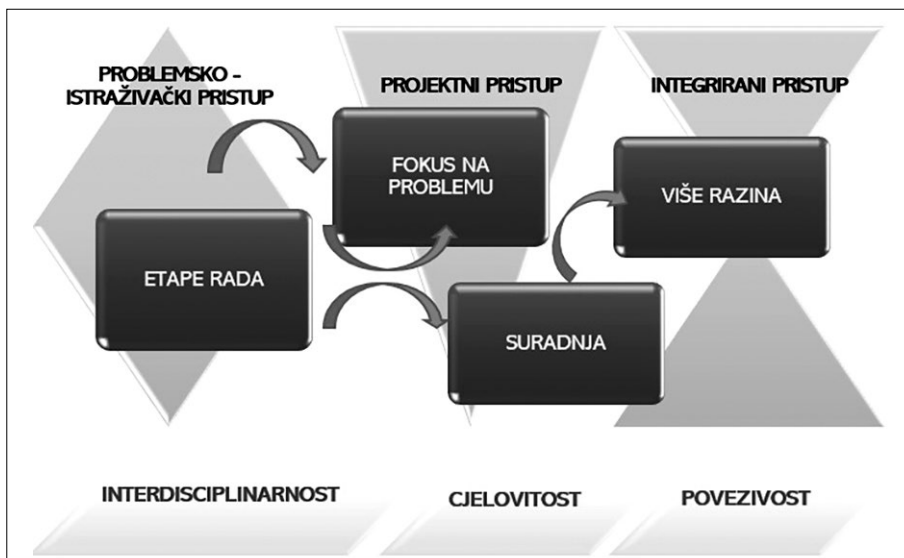 PROBLEMSKO –
ISTRAŽIVAČKI PRISTUP
PROJEKTNI PRISTUP
INTEGRIRANI PRISTUP
FOKUS NA
PROBLEMU
VIŠE RAZINA
ETAPE RADA
SURADNJA
INTERDISCIPLINARNOST
CJELOVITOST
POVEZIVOST